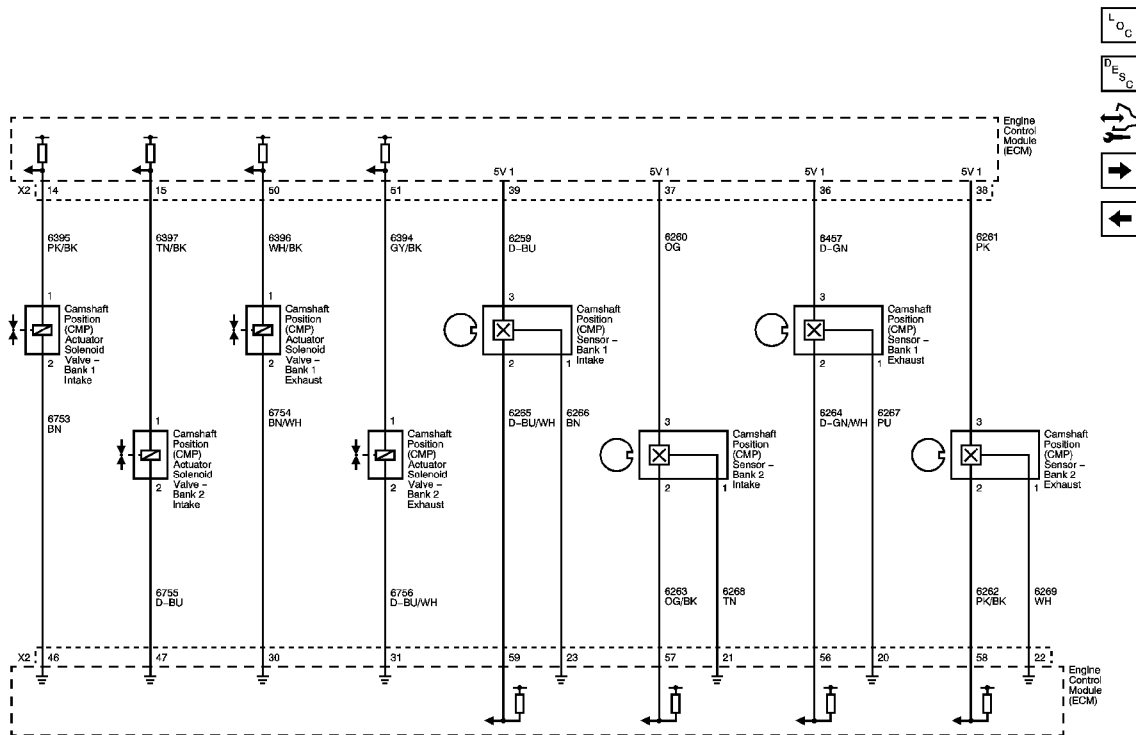 L O C
D E S C
Engine
Control
Module
(ECM)
5V 1 5V 1 5V 1 5V 1
X2 14 15 50 51 39 37 36 38
6395 6397 6396 6394 6259 6260 6457 6261
PK/BK TN/BK WH/BK GY/BK D-BU OG D-GN PK
1 1 3 3
Camshaft
Position
(CMP)
Actuator
Solenoid
Valve –
Bank 1
Intake
2
Camshaft
Position
(CMP)
Actuator
Solenoid
Valve –
Bank 1
Exhaust
2
Camshaft
Position
(CMP)
Sensor –
Bank 1
Intake
2 1
Camshaft
Position
(CMP)
Sensor –
Bank 1
Exhaust
2 1
6753 6754 6265 6266 6264 6267
BN BN/WH D-BU/WH BN D-GN/WH PU
1 1 3 3
Camshaft
Position
(CMP)
Actuator
Solenoid
Valve –
Bank 2
Intake
2
Camshaft
Position
(CMP)
Actuator
Solenoid
Valve –
Bank 2
Exhaust
2
Camshaft
Position
(CMP)
Sensor –
Bank 2
Intake
2 1
Camshaft
Position
(CMP)
Sensor –
Bank 2
Exhaust
2 1
6755 6756 6263 6268 6262 6269
D-BU D-BU/WH OG/BK TN PK/BK WH
X2 46 47 30 31 59 23 57 21 56 20 58 22
Engine
Control
Module
(ECM)